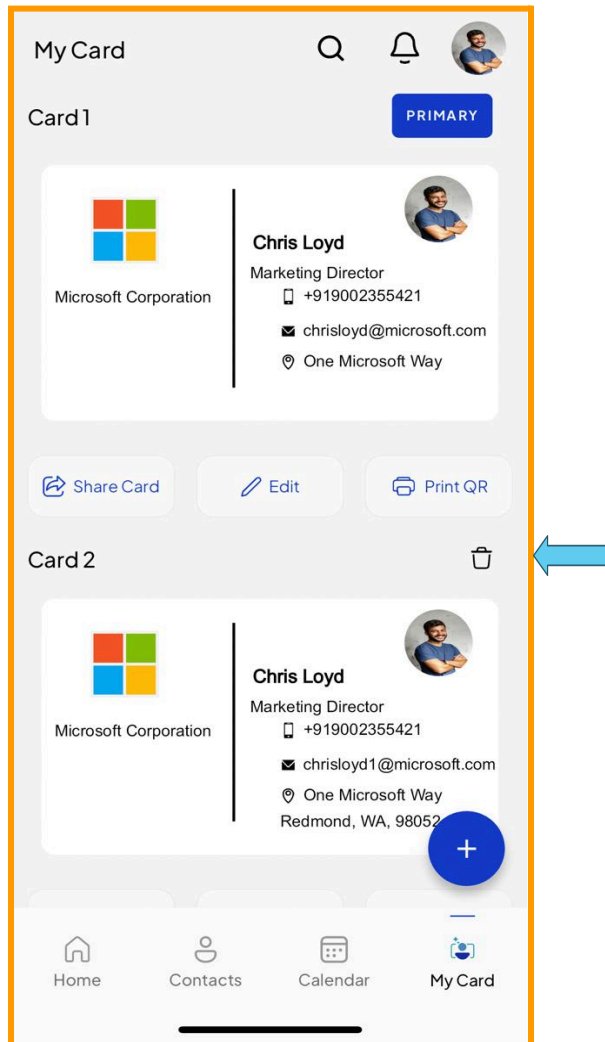 My Card
Card 1
PRIMARY
Chris Loyd
Marketing Director
Microsoft Corporation
+919002355421
chrisloyd@microsoft.com
One Microsoft Way
Share Card
Edit
Print QR
Card 2
Chris Loyd
Marketing Director
Microsoft Corporation
+919002355421
chrisloyd1@microsoft.com
One Microsoft Way
Redmond, WA, 98052
+
Home
Contacts
Calendar
My Card